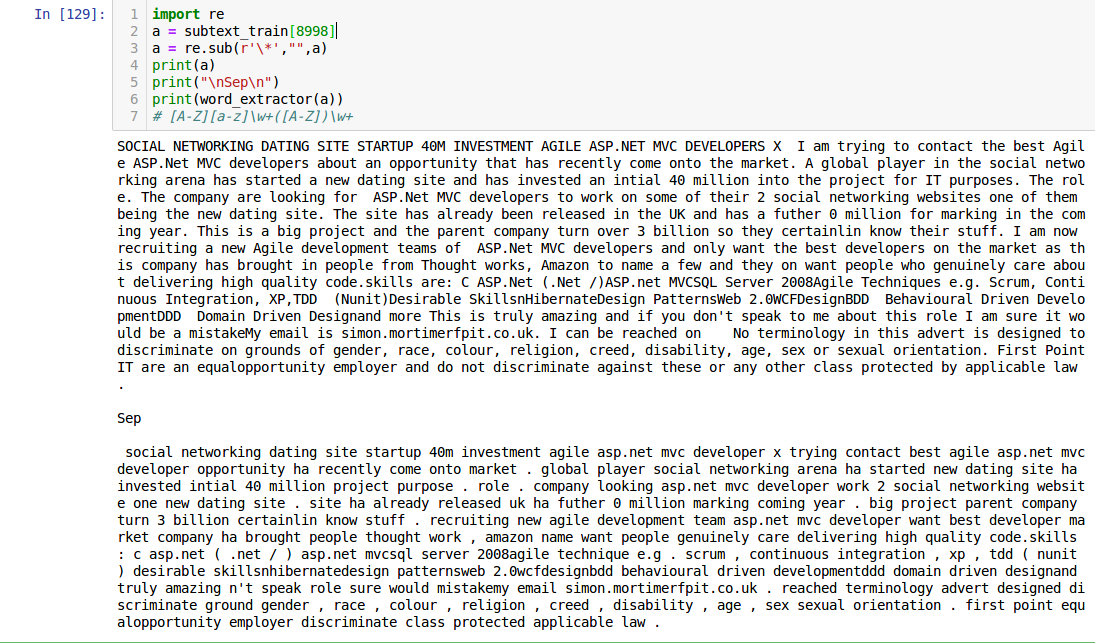 In [129]:
1 import re
2 a = subtext_train[8998]
3 a = re.sub(r'\*',"",a)
4 print(a)
5 print("\nSep\n")
6 print(word_extractor(a))
7 # [A-Z][a-z]\w+([A-Z])\w+
SOCIAL NETWORKING DATING SITE STARTUP 40M INVESTMENT AGILE ASP.NET MVC DEVELOPERS X  I am trying to contact the best Agil
e ASP.Net MVC developers about an opportunity that has recently come onto the market. A global player in the social netwo
rking arena has started a new dating site and has invested an intial 40 million into the project for IT purposes. The rol
e. The company are looking for  ASP.Net MVC developers to work on some of their 2 social networking websites one of them
being the new dating site. The site has already been released in the UK and has a futher 0 million for marking in the com
ing year. This is a big project and the parent company turn over 3 billion so they certainlin know their stuff. I am now
recruiting a new Agile development teams of  ASP.Net MVC developers and only want the best developers on the market as th
is company has brought in people from Thought works, Amazon to name a few and they on want people who genuinely care abou
t delivering high quality code.skills are: C ASP.Net (.Net /)ASP.net MVCSQL Server 2008Agile Techniques e.g. Scrum, Conti
nuous Integration, XP,TDD  (Nunit)Desirable SkillsnHibernateDesign PatternsWeb 2.0WCFDesignBDD  Behavioural Driven Develo
pmentDDD  Domain Driven Designand more This is truly amazing and if you don't speak to me about this role I am sure it wo
uld be a mistakeMy email is simon.mortimerfpit.co.uk. I can be reached on    No terminology in this advert is designed to
discriminate on grounds of gender, race, colour, religion, creed, disability, age, sex or sexual orientation. First Point
IT are an equalopportunity employer and do not discriminate against these or any other class protected by applicable law
.
Sep
social networking dating site startup 40m investment agile asp.net mvc developer x trying contact best agile asp.net mvc
developer opportunity ha recently come onto market . global player social networking arena ha started new dating site ha
invested intial 40 million project purpose . role . company looking asp.net mvc developer work 2 social networking websit
e one new dating site . site ha already released uk ha futher 0 million marking coming year . big project parent company
turn 3 billion certainlin know stuff . recruiting new agile development team asp.net mvc developer want best developer ma
rket company ha brought people thought work , amazon name want people genuinely care delivering high quality code.skills
: c asp.net ( .net / ) asp.net mvcsql server 2008agile technique e.g . scrum , continuous integration , xp , tdd ( nunit
) desirable skillsnhibernatedesign patternsweb 2.0wcfdesignbdd behavioural driven developmentddd domain driven designand
truly amazing n't speak role sure would mistakemy email simon.mortimerfpit.co.uk . reached terminology advert designed di
scriminate ground gender , race , colour , religion , creed , disability , age , sex sexual orientation . first point equ
alopportunity employer discriminate class protected applicable law .